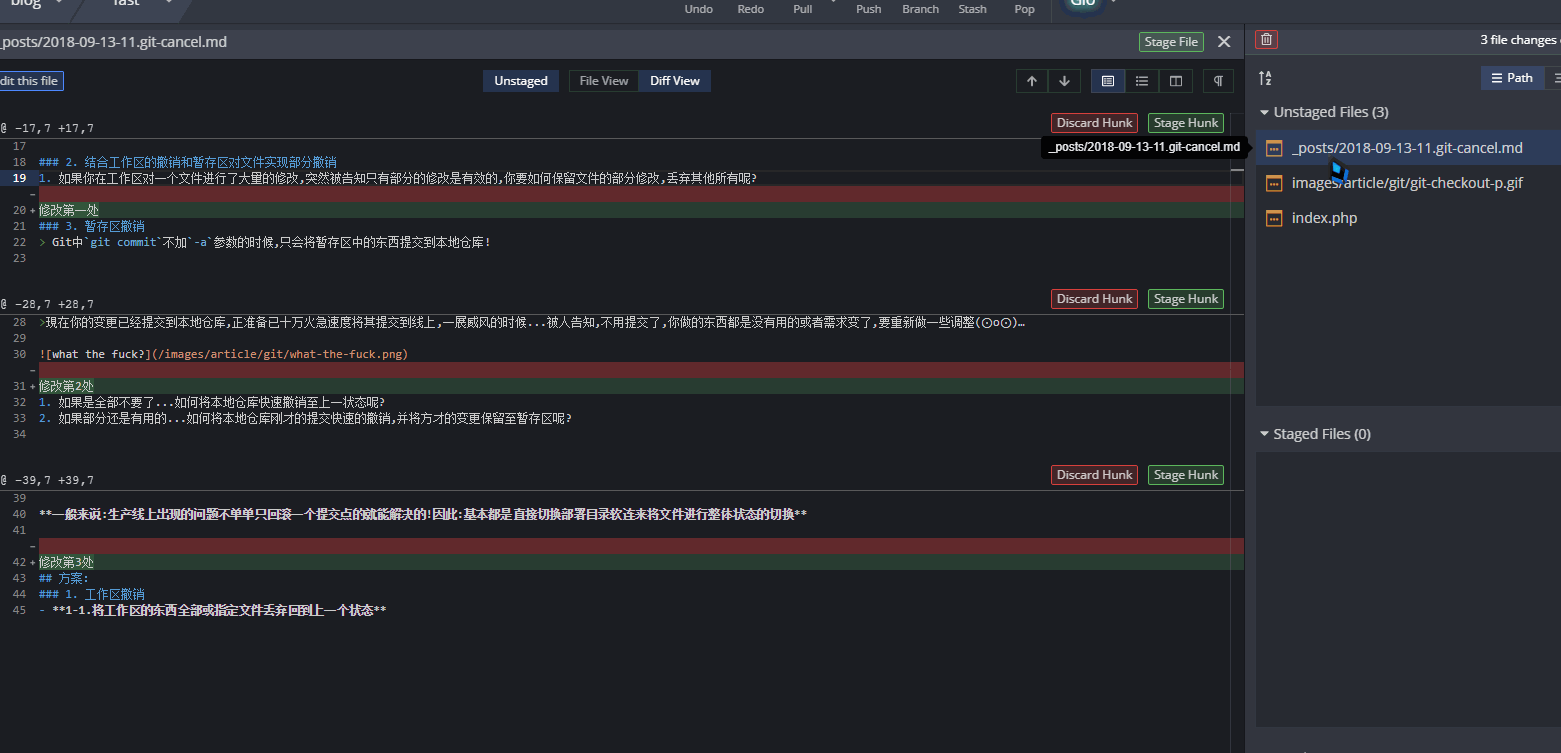 blog fast
Undo Redo Pull Push Branch Stash Pop Glo
_posts/2018-09-13-11.git-cancel.md Stage File
3 file changes
dit this file Unstaged File View Diff View
Path
Unstaged Files (3)
@ -17,7 +17,7 Discard Hunk Stage Hunk
_posts/2018-09-13-11.git-cancel.md
_posts/2018-09-13-11.git-cancel.md
images/article/git/git-checkout-p.gif
index.php
17
18 ### 2. 结合工作区的撤销和暂存区对文件实现部分撤销
19 1. 如果你在工作区对一个文件进行了大量的修改,突然被告知只有部分的修改是有效的,你要如何保留文件的部分修改,丢弃其他所有呢?
-
20 +修改第一处
21 ### 3. 暂存区撤销
22 > Git中`git commit`不加`-a`参数的时候,只会将暂存区中的东西提交到本地仓库!
23
@ -28,7 +28,7 Discard Hunk Stage Hunk
28 >现在你的变更已经提交到本地仓库,正准备已十万火急速度将其提交到线上,一展威风的时候...被人告知,不用提交了,你做的东西都是没有用的或者需求变了,要重新做一些调整(⊙o⊙)…
29
30 ![what the fuck?](/images/article/git/what-the-fuck.png)
-
31 +修改第2处
32 1. 如果是全部不要了...如何将本地仓库快速撤销至上一状态呢?
33 2. 如果部分还是有用的...如何将本地仓库刚才的提交快速的撤销,并将方才的变更保留至暂存区呢?
34
Staged Files (0)
@ -39,7 +39,7 Discard Hunk Stage Hunk
39
40 **一般来说:生产线上出现的问题不单单只回滚一个提交点的就能解决的!因此:基本都是直接切换部署目录软连来将文件进行整体状态的切换**
41
-
42 +修改第3处
43 ## 方案:
44 ### 1. 工作区撤销
45 - **1-1.将工作区的东西全部或指定文件丢弃回到上一个状态**